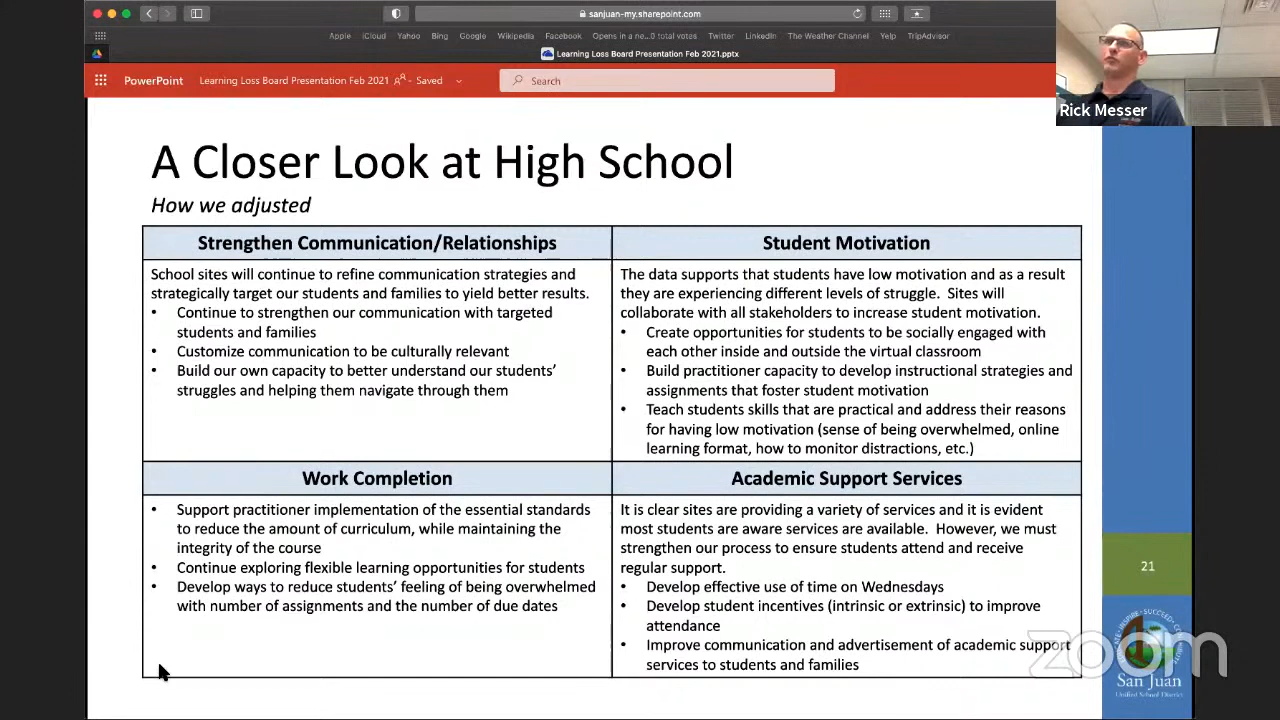 sanjuan-my.sharepoint.com
Apple iCloud Yahoo Bing Google Wikipedia Facebook Opens in a ne...0 total votes Twitter LinkedIn The Weather Channel Yelp TripAdvisor
Learning Loss Board Presentation Feb 2021.pptx
PowerPoint Learning Loss Board Presentation Feb 2021 - Saved Search
Rick Messer
A Closer Look at High School
How we adjusted
Strengthen Communication/Relationships
School sites will continue to refine communication strategies and
strategically target our students and families to yield better results.
• Continue to strengthen our communication with targeted
students and families
• Customize communication to be culturally relevant
• Build our own capacity to better understand our students’
struggles and helping them navigate through them
Student Motivation
The data supports that students have low motivation and as a result
they are experiencing different levels of struggle. Sites will
collaborate with all stakeholders to increase student motivation.
• Create opportunities for students to be socially engaged with
each other inside and outside the virtual classroom
• Build practitioner capacity to develop instructional strategies and
assignments that foster student motivation
• Teach students skills that are practical and address their reasons
for having low motivation (sense of being overwhelmed, online
learning format, how to monitor distractions, etc.)
Work Completion
• Support practitioner implementation of the essential standards
to reduce the amount of curriculum, while maintaining the
integrity of the course
• Continue exploring flexible learning opportunities for students
• Develop ways to reduce students’ feeling of being overwhelmed
with number of assignments and the number of due dates
Academic Support Services
It is clear sites are providing a variety of services and it is evident
most students are aware services are available. However, we must
strengthen our process to ensure students attend and receive
regular support.
• Develop effective use of time on Wednesdays
• Develop student incentives (intrinsic or extrinsic) to improve
attendance
• Improve communication and advertisement of academic support
services to students and families
21
zoom
San Juan
Unified School District